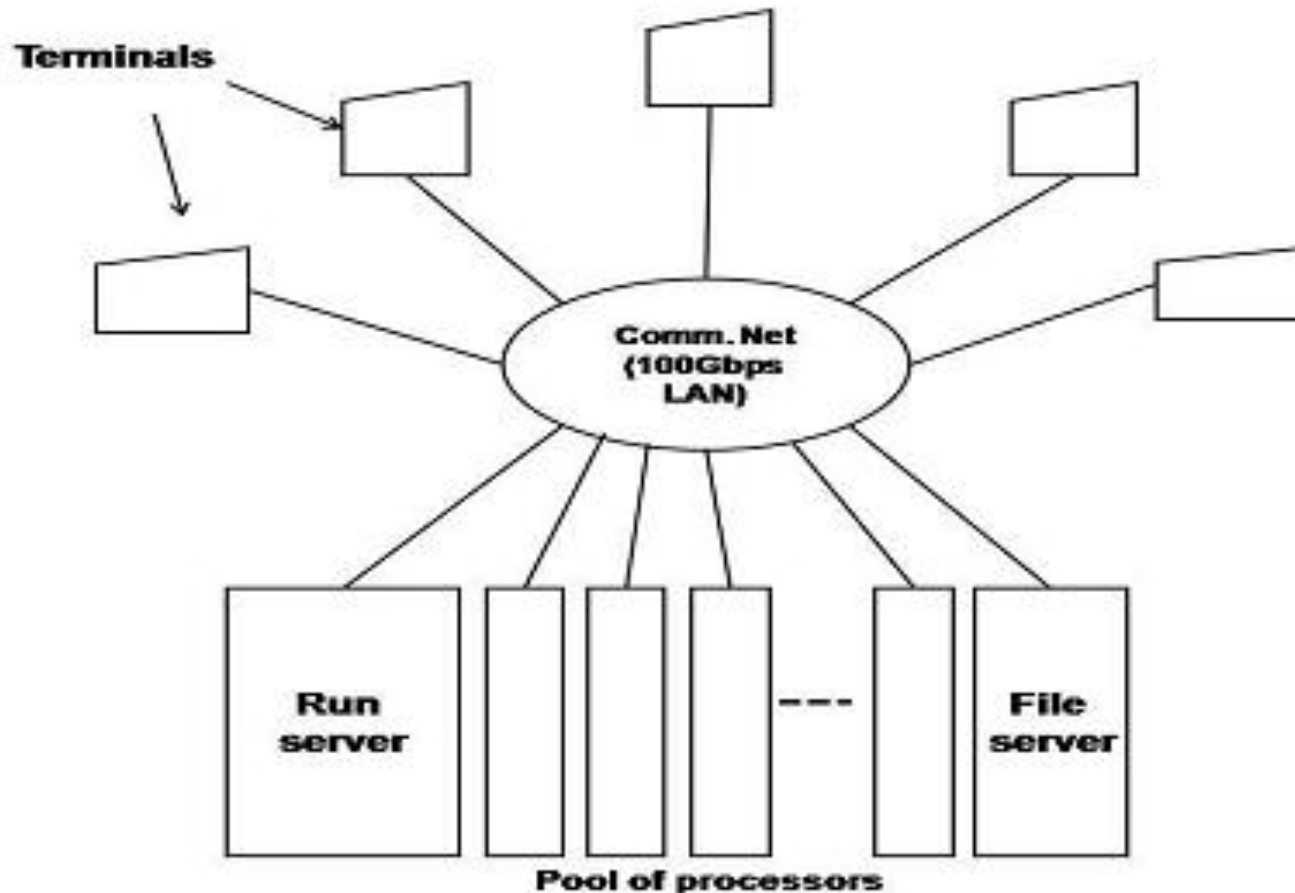 Terminals
Comm.Net
(100Gbps
LAN)
Run
server
File
server
Pool of processors